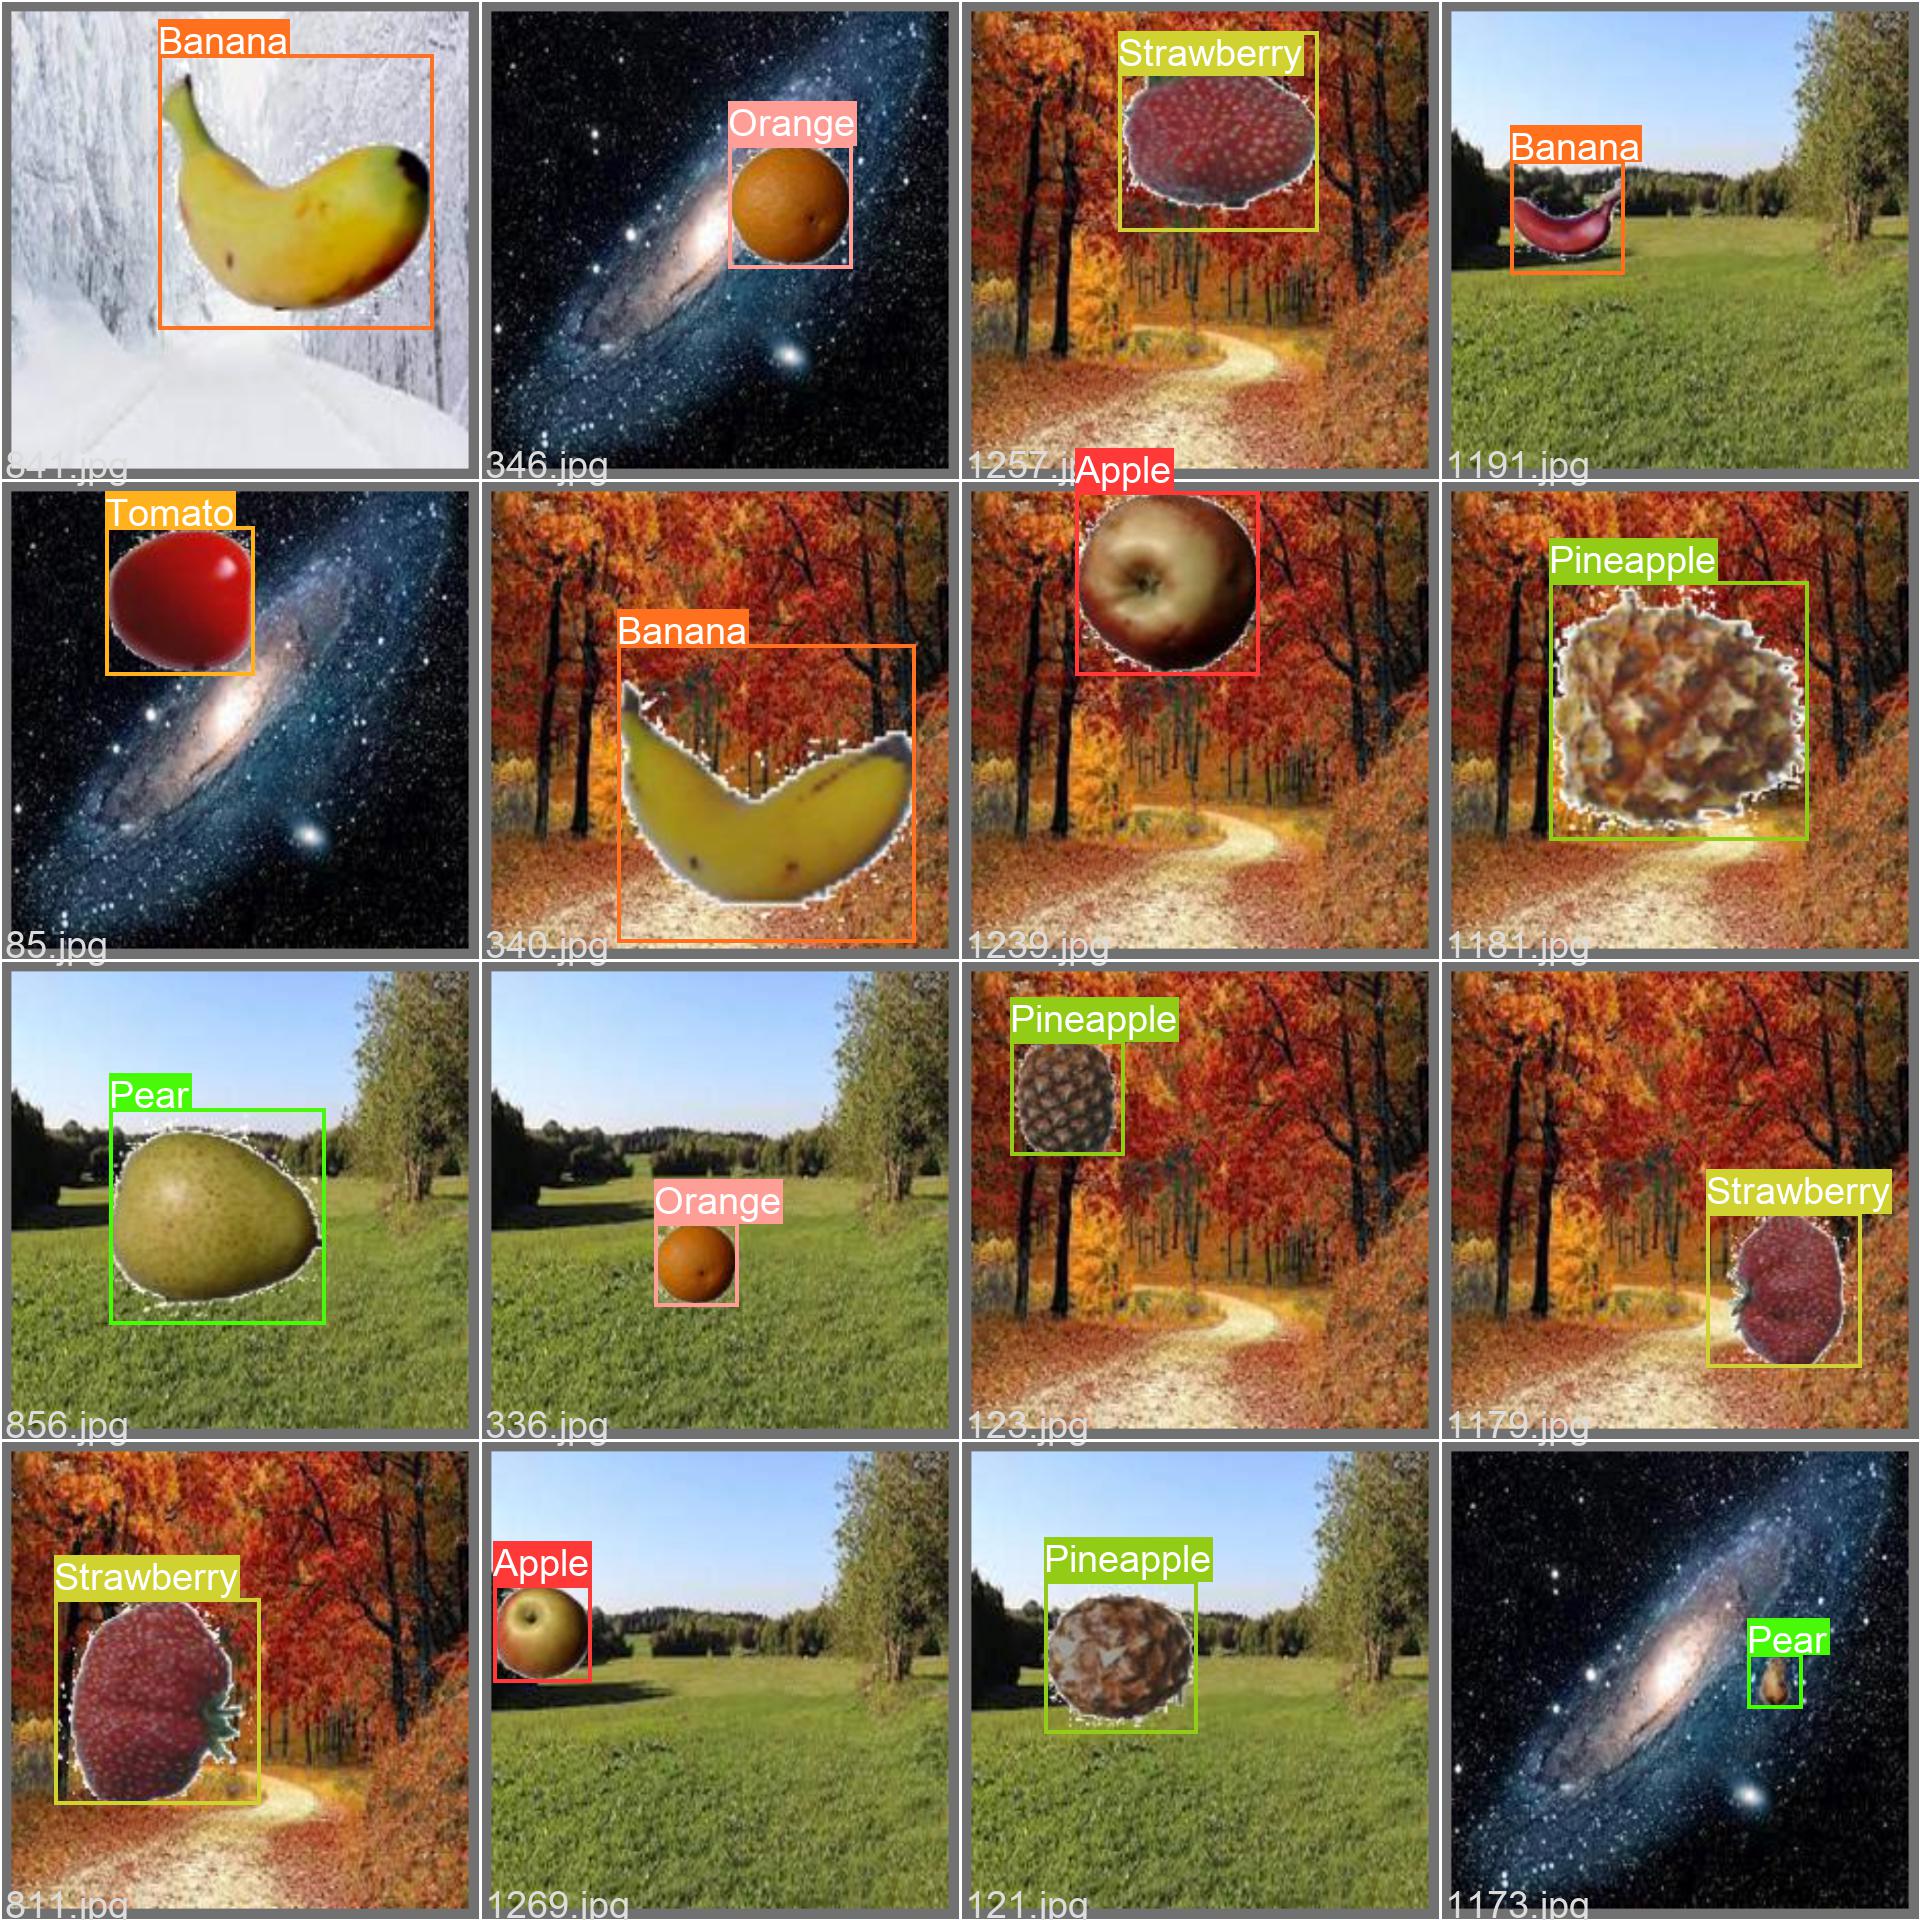 Banana
841.jpg
Orange
346.jpg
Strawberry
1257.j
Banana
1191.jpg
Tomato
85.jpg
Banana
340.jpg
Apple
1239.jpg
Pineapple
1181.jpg
Pear
856.jpg
Orange
336.jpg
Pineapple
123.jpg
Strawberry
1179.jpg
Strawberry
811.jpg
Apple
1269.jpg
Pineapple
121.jpg
Pear
1173.jpg